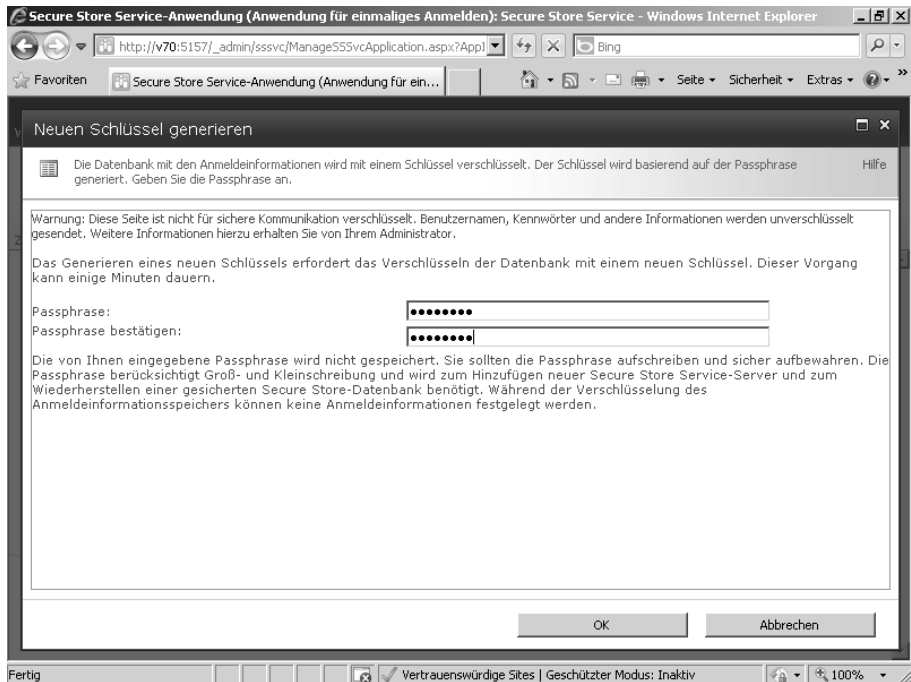 Secure Store Service-Anwendung (Anwendung für einmaliges Anmelden): Secure Store Service - Windows Internet Explorer
http://v70:5157/_admin/sssvc/ManageSSSvcApplication.aspx?Appl
Bing
Favoriten
Secure Store Service-Anwendung (Anwendung für ein...
Seite
Sicherheit
Extras
»
Neuen Schlüssel generieren
Die Datenbank mit den Anmeldeinformationen wird mit einem Schlüssel verschlüsselt. Der Schlüssel wird basierend auf der Passphrase
generiert. Geben Sie die Passphrase an.
Hilfe
Warnung: Diese Seite ist nicht für sichere Kommunikation verschlüsselt. Benutzernamen, Kennwörter und andere Informationen werden unverschlüsselt
gesendet. Weitere Informationen hierzu erhalten Sie von Ihrem Administrator.
Das Generieren eines neuen Schlüssels erfordert das Verschlüsseln der Datenbank mit einem neuen Schlüssel. Dieser Vorgang
kann einige Minuten dauern.
Passphrase:
●●●●●●●●
Passphrase bestätigen:
●●●●●●●●
Die von Ihnen eingegebene Passphrase wird nicht gespeichert. Sie sollten die Passphrase aufschreiben und sicher aufbewahren. Die
Passphrase berücksichtigt Groß- und Kleinschreibung und wird zum Hinzufügen neuer Secure Store Service-Server und zum
Wiederherstellen einer gesicherten Secure Store-Datenbank benötigt. Während der Verschlüsselung des
Anmeldeinformationsspeichers können keine Anmeldeinformationen festgelegt werden.
OK
Abbrechen
Fertig
Vertrauenswürdige Sites | Geschützter Modus: Inaktiv
100%